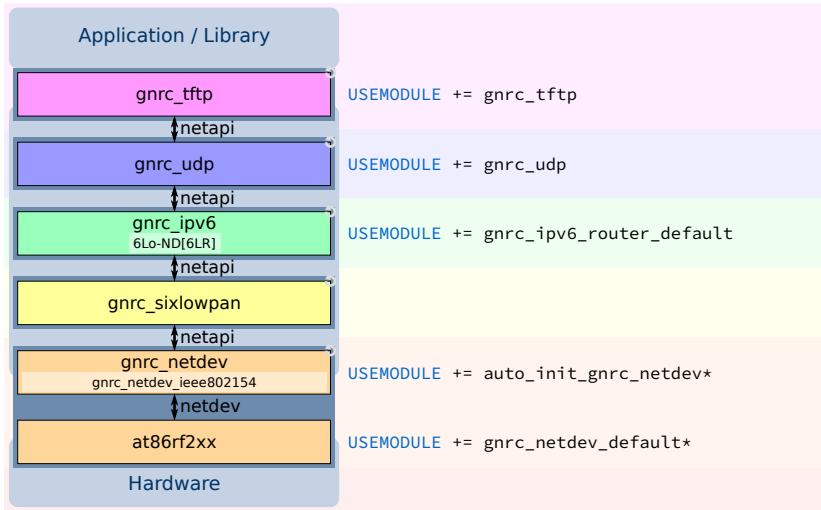 Application / Library
gnrc_tftp
USEMODULE += gnrc_tftp
netapi
gnrc_udp
USEMODULE += gnrc_udp
netapi
gnrc_ipv6
6Lo-ND[6LR]
USEMODULE += gnrc_ipv6_router_default
netapi
gnrc_sixlowpan
netapi
gnrc_netdev
gnrc_netdev_ieee802154
USEMODULE += auto_init_gnrc_netdev*
netdev
at86rf2xx
USEMODULE += gnrc_netdev_default*
Hardware